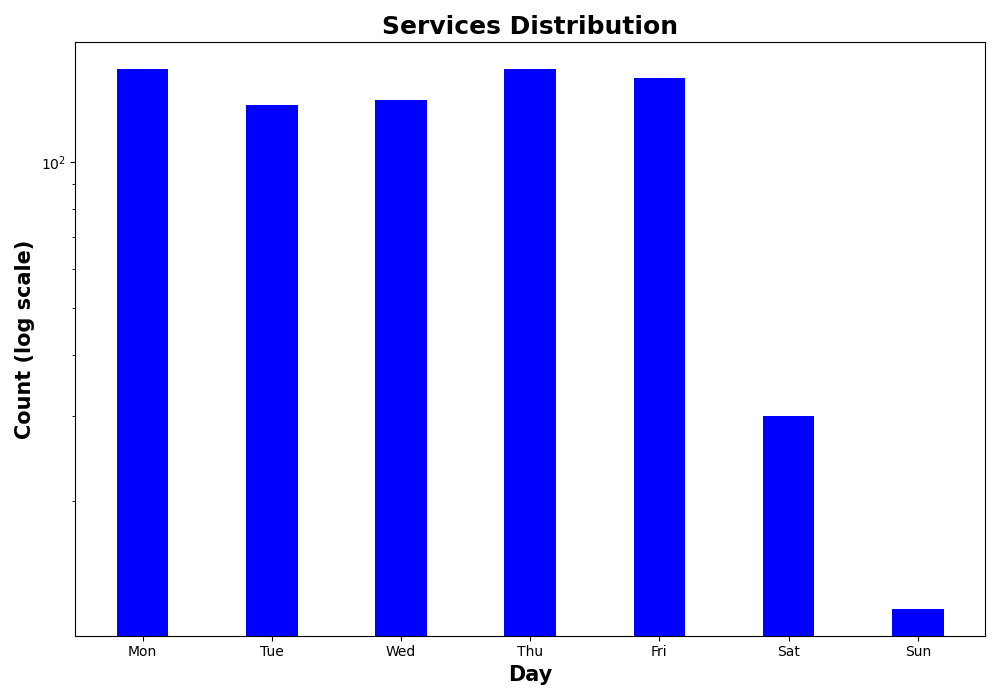 Services Distribution
Count (log scale)
10²
Mon Tue Wed Thu Fri Sat Sun
Day